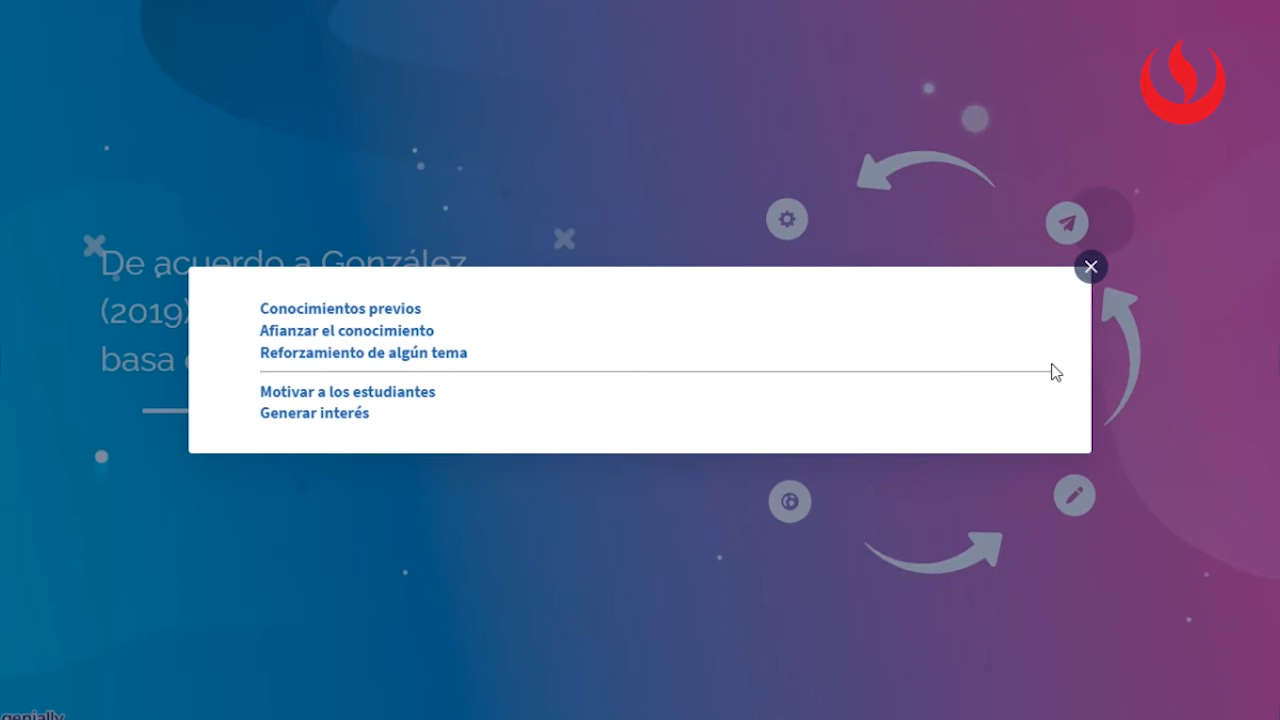 De acuerdo a González
(2019)
basa
Conocimientos previos
Afianzar el conocimiento
Reforzamiento de algún tema
Motivar a los estudiantes
Generar interés
genially